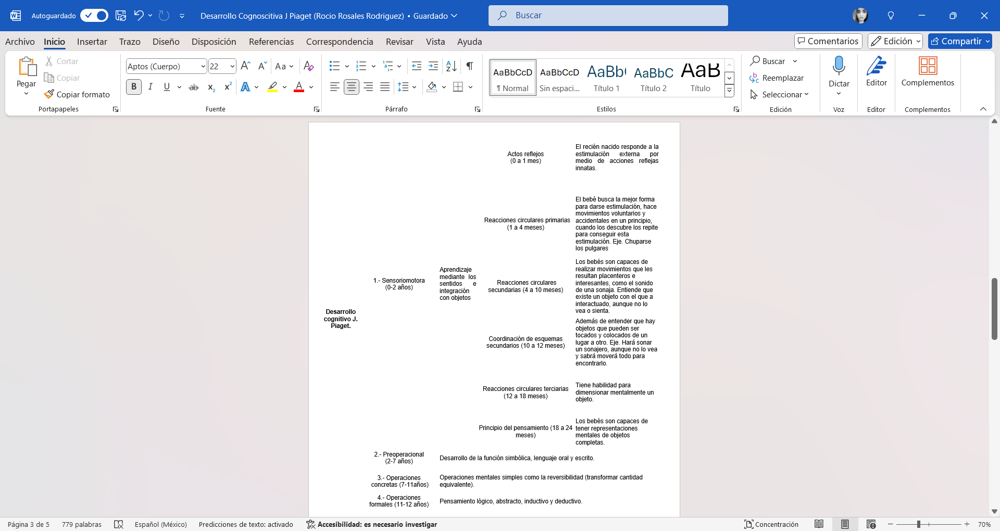 Autoguardado
Desarrollo Cognoscitiva J Piaget (Rocio Rosales Rodriguez) • Guardado
Buscar
Archivo Inicio Insertar Trazo Diseño Disposición Referencias Correspondencia Revisar Vista Ayuda
Comentarios Edición Compartir
Pegar
Cortar
Copiar
Copiar formato
Portapapeles
Aptos (Cuerpo) 22
Fuente
Párrafo
AaBbCcD AaBbCcD AaBb( AaBbC AaB
¶ Normal Sin espaci... Título 1 Título 2 Título
Estilos
Buscar
Reemplazar
Seleccionar
Edición
Dictar
Voz
Editor
Editor
Complementos
Complementos
Actos reflejos
(0 a 1 mes)
El recién nacido responde a la
estimulación externa por
medio de acciones reflejas
innatas.
Reacciones circulares primarias
(1 a 4 meses)
El bebé busca la mejor forma
para darse estimulación, hace
movimientos voluntarios y
accidentales en un principio,
cuando los descubre los repite
para conseguir esta
estimulación. Eje. Chuparse
los pulgares
Desarrollo
cognitivo J.
Piaget.
1.- Sensoriomotora
(0-2 años)
Aprendizaje
mediante los
sentidos e
integración
con objetos
Reacciones circulares
secundarias (4 a 10 meses)
Los bebés son capaces de
realizar movimientos que les
resultan placenteros e
interesantes, como el sonido
de una sonaja. Entiende que
existe un objeto con el que a
interactuado, aunque no lo
vea o sienta.
Coordinación de esquemas
secundarios (10 a 12 meses)
Además de entender que hay
objetos que pueden ser
tocados y colocados de un
lugar a otro. Eje. Hará sonar
un sonajero, aunque no lo vea
y sabrá moverá todo para
encontrarlo.
Reacciones circulares terciarias
(12 a 18 meses)
Tiene habilidad para
dimensionar mentalmente un
objeto.
Principio del pensamiento (18 a 24
meses)
Los bebés son capaces de
tener representaciones
mentales de objetos
completas.
2.- Preoperacional
(2-7 años)
Desarrollo de la función simbólica, lenguaje oral y escrito.
3.- Operaciones
concretas (7-11años)
Operaciones mentales simples como la reversibilidad (transformar cantidad
equivalente).
4.- Operaciones
formales (11-12 años)
Pensamiento lógico, abstracto, inductivo y deductivo.
Página 3 de 5 779 palabras Español (México) Predicciones de texto: activado Accesibilidad: es necesario investigar Concentración 70%